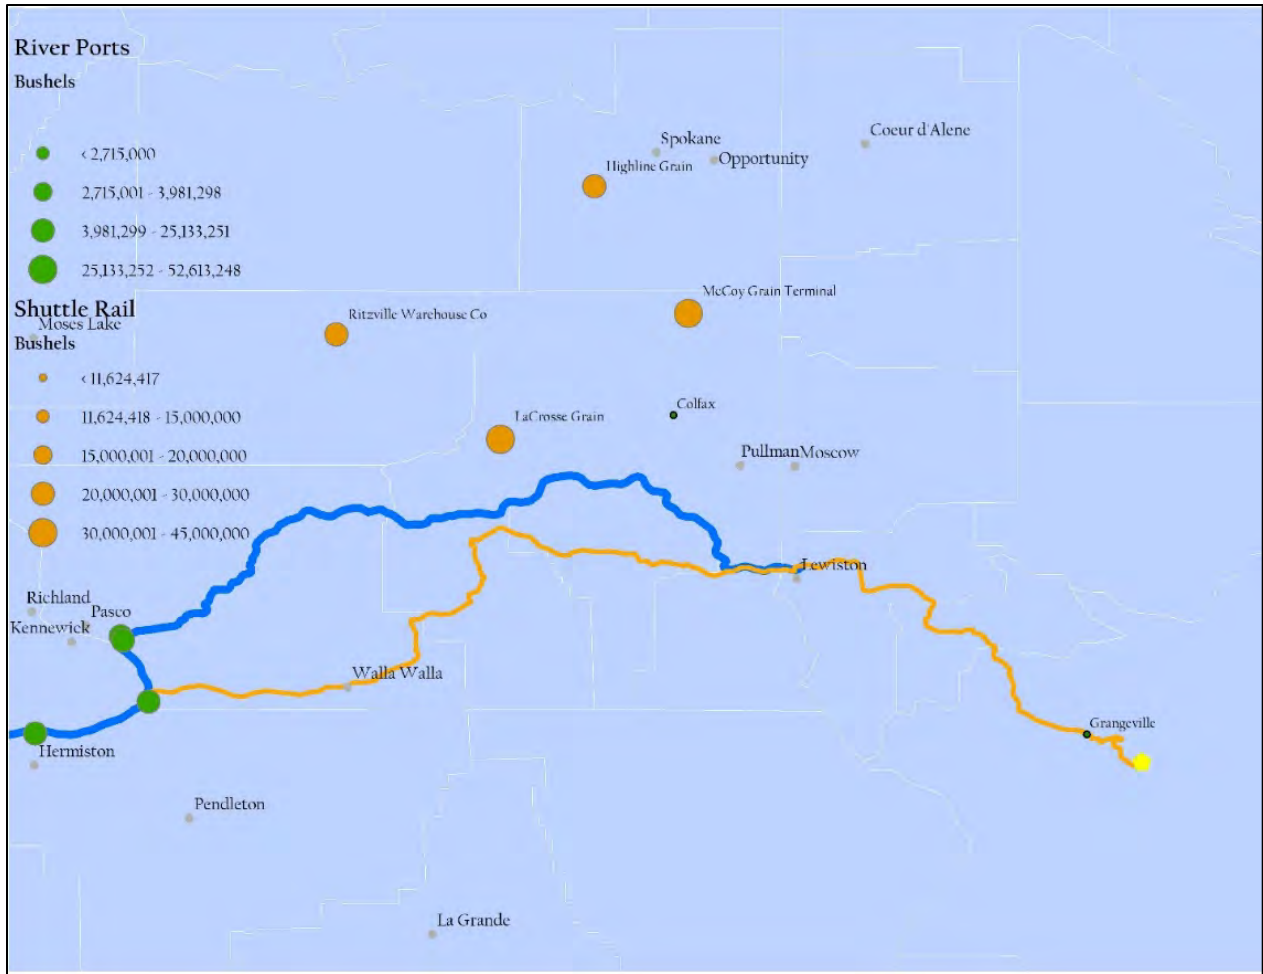 River Ports
Bushels
< 2,715,000
2,715,001 - 3,981,298
3,981,299 - 25,133,251
25,133,252 - 52,613,248
Shuttle Rail
Moses Lake
Bushels
< 11,624,417
11,624,418 - 15,000,000
15,000,001 - 20,000,000
20,000,001 - 30,000,000
30,000,001 - 45,000,000
Coeur d'Alene
Spokane
Opportunity
Highline Grain
McCoy Grain Terminal
Ritzville Warehouse Co
Colfax
LaCrosse Grain
Pullman
Moscow
Lewiston
Richland
Pasco
Kennewick
Walla Walla
Grangeville
Hermiston
Pendleton
La Grande